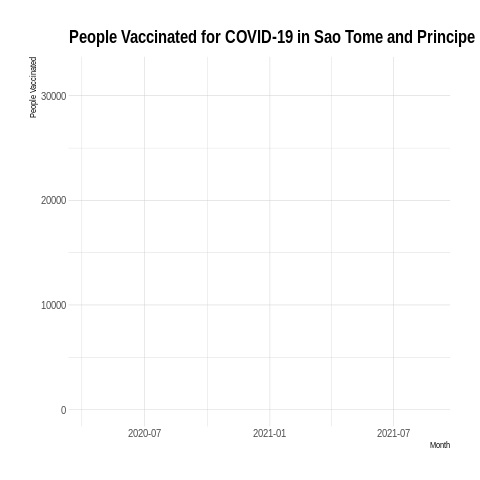 People Vaccinated for COVID-19 in Sao Tome and Principe
People Vaccinated
30000
20000
10000
0
2020-07 2021-01 2021-07
Month